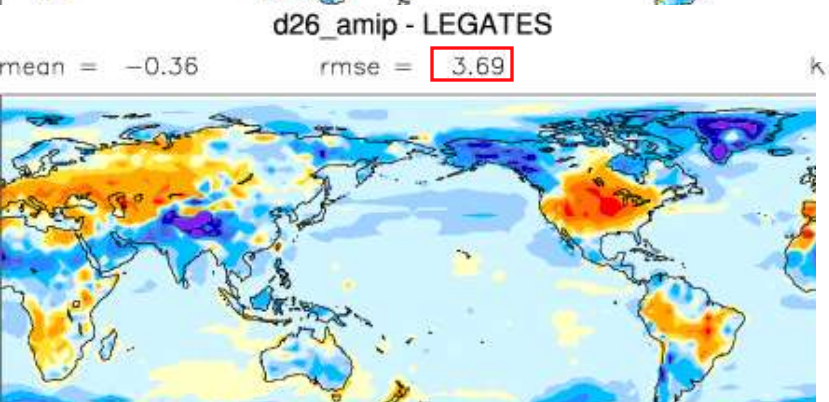 d26_amip - LEGATES
mean = -0.36 rmse = 3.69 k